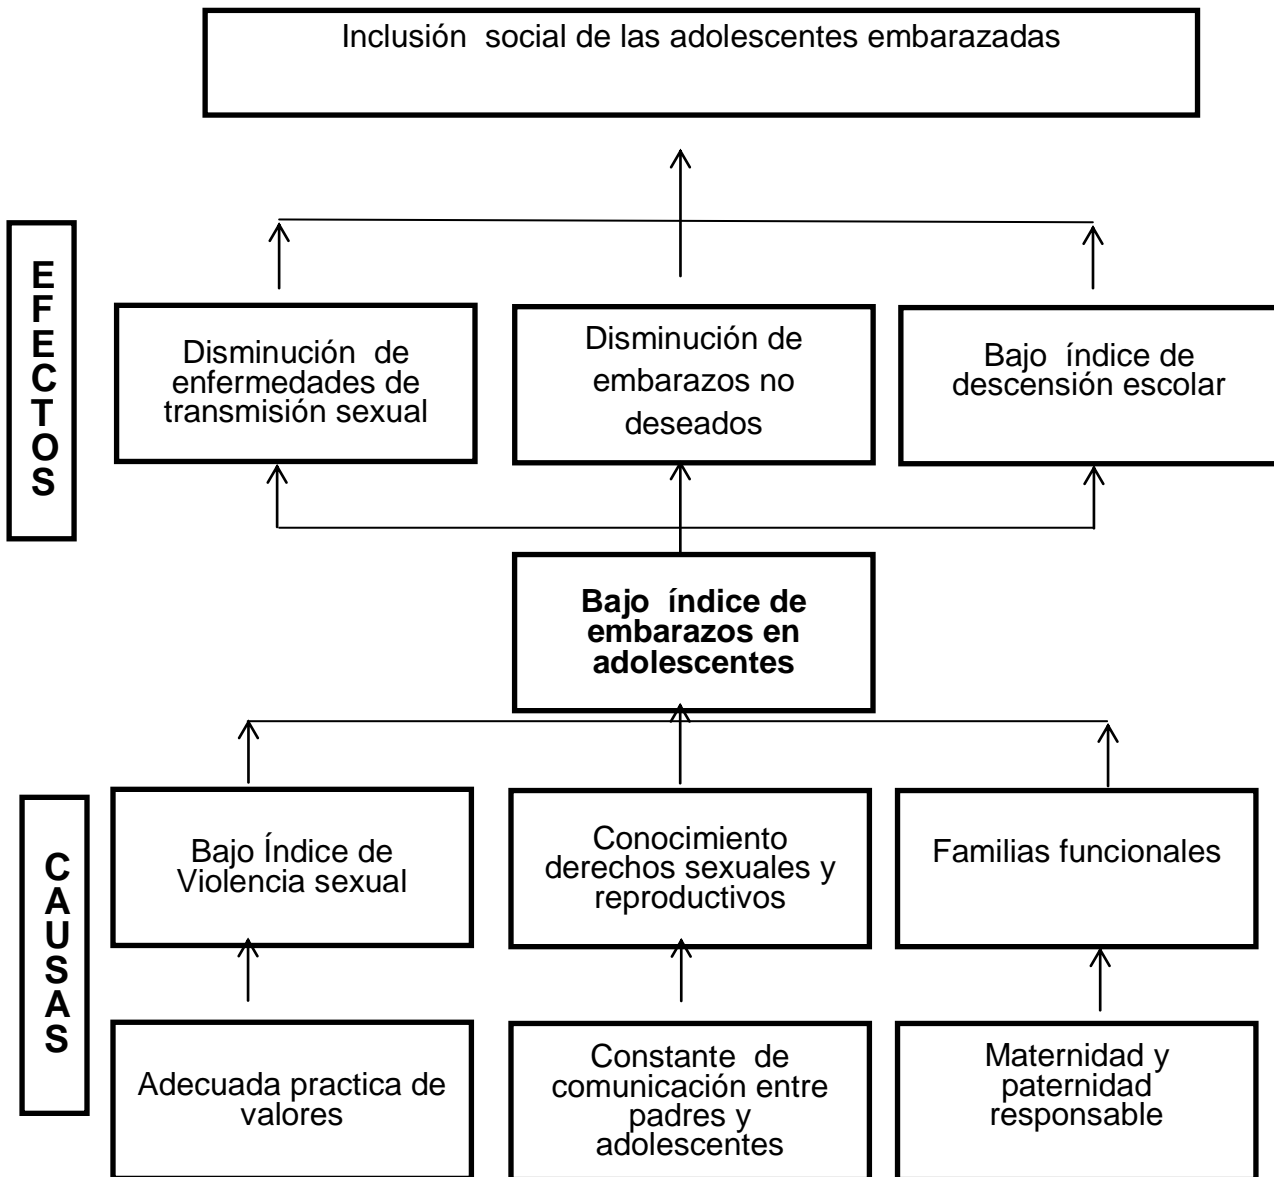 Inclusión  social de las adolescentes embarazadas
EFECTOS
Disminución  de
enfermedades de
transmisión sexual
Disminución de
embarazos no
deseados
Bajo  índice de
descensión escolar
Bajo  índice de
embarazos en
adolescentes
CAUSAS
Bajo Índice de
Violencia sexual
Conocimiento
derechos sexuales y
reproductivos
Familias funcionales
Adecuada practica de
valores
Constante  de
comunicación entre
padres y
adolescentes
Maternidad y
paternidad
responsable